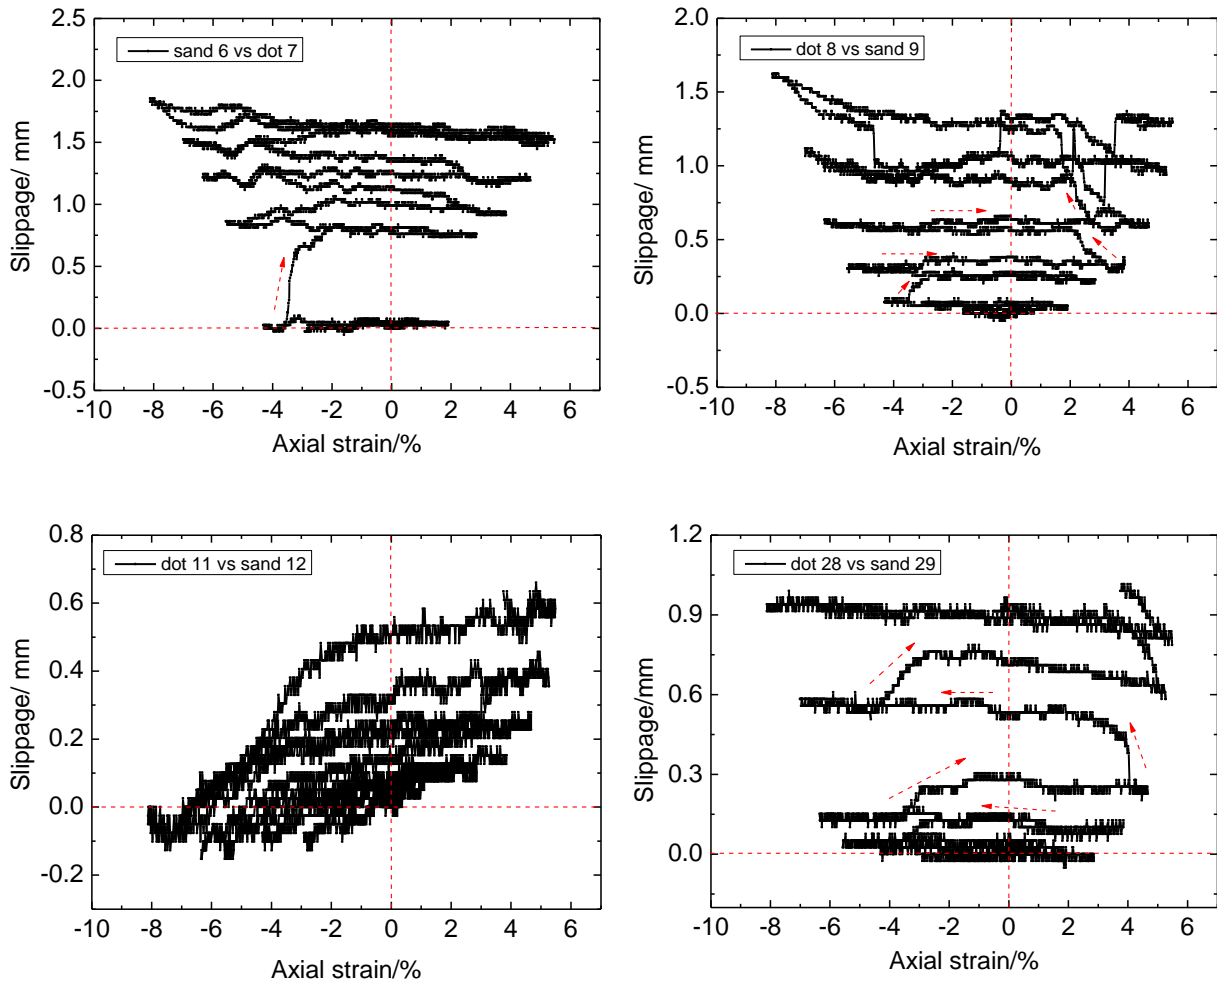 2.5
2.0
1.5
1.0
0.5
0.0
-0.5
Slippage/ mm
sand 6 vs dot 7
-10 -8 -6 -4 -2 0 2 4 6
Axial strain/%
2.0
1.5
1.0
0.5
0.0
-0.5
Slippage/ mm
dot 8 vs sand 9
-10 -8 -6 -4 -2 0 2 4 6
Axial strain/%
0.8
0.6
0.4
0.2
0.0
-0.2
Slippage/ mm
dot 11 vs sand 12
-10 -8 -6 -4 -2 0 2 4 6
Axial strain/%
1.2
0.9
0.6
0.3
0.0
Slippage/mm
dot 28 vs sand 29
-10 -8 -6 -4 -2 0 2 4 6
Axial strain/%